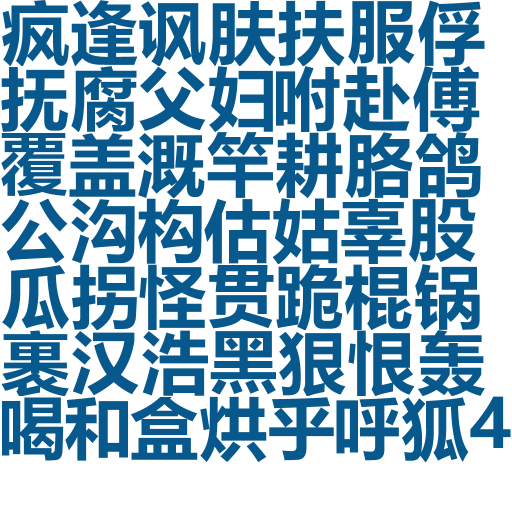 疯逢讽肤扶服俘
抚腐父妇咐赴傅
覆盖溉竿耕胳鸽
公沟构估姑辜股
瓜拐怪贯跪棍锅
裹汉浩黑狠恨轰
喝和盒烘乎呼狐4